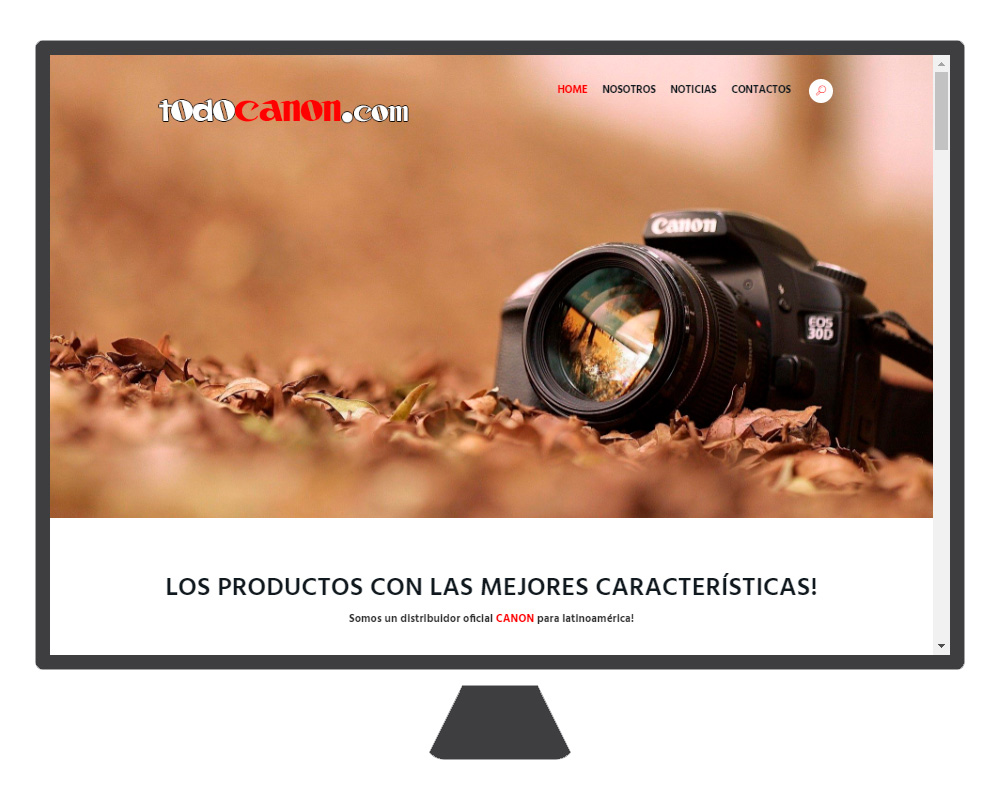 todocanon.com
HOME NOSOTROS NOTICIAS CONTACTOS
Canon
EOS
30D
LOS PRODUCTOS CON LAS MEJORES CARACTERÍSTICAS!
Somos un distribuidor oficial CANON para latinoamérica!